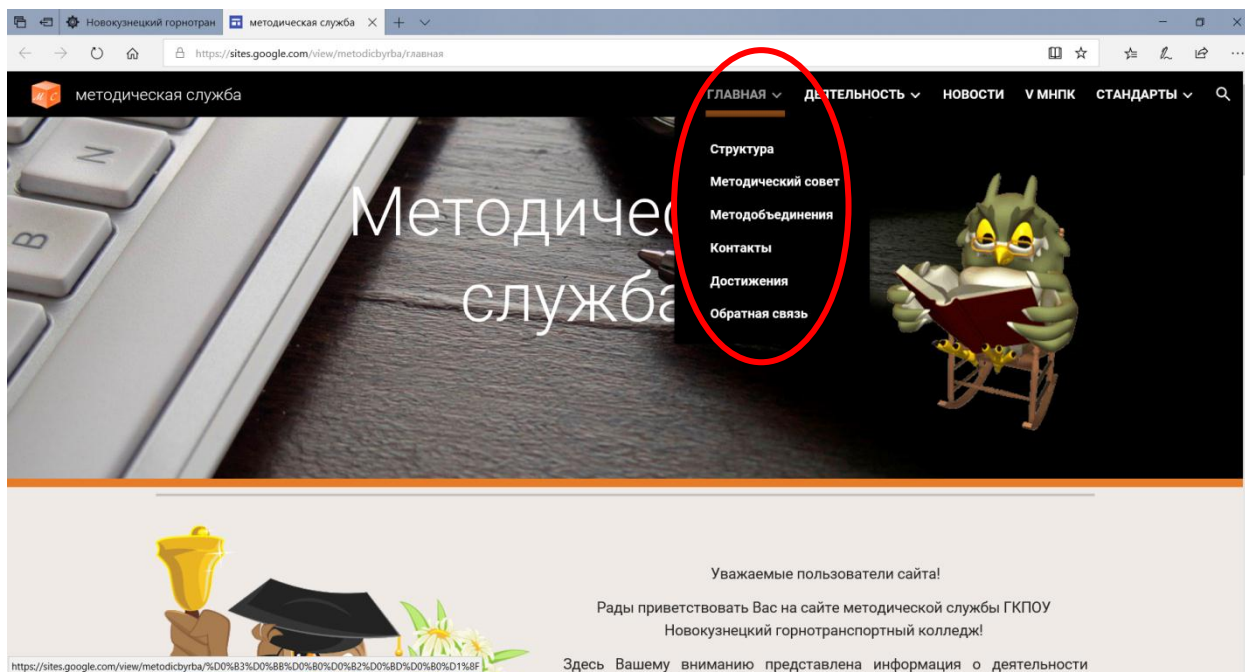 Новокузнецкий горнотран
методическая служба
https://sites.google.com/view/metodicbyrba/главная
М С
методическая служба
ГЛАВНАЯ ДЕЯТЕЛЬНОСТЬ НОВОСТИ V МНПК СТАНДАРТЫ
Структура
Методический совет
Методобъединения
Контакты
Достижения
Обратная связь
Методичес
служба
N
B
Уважаемые пользователи сайта!
Рады приветствовать Вас на сайте методической службы ГКПОУ
Новокузнецкий горнотранспортный колледж!
Здесь Вашему вниманию представлена информация о деятельности
https://sites.google.com/view/metodicbyrba/%D0%B3%D0%BB%D0%B0%D0%B2%D0%BD%D0%B0%D1%8F